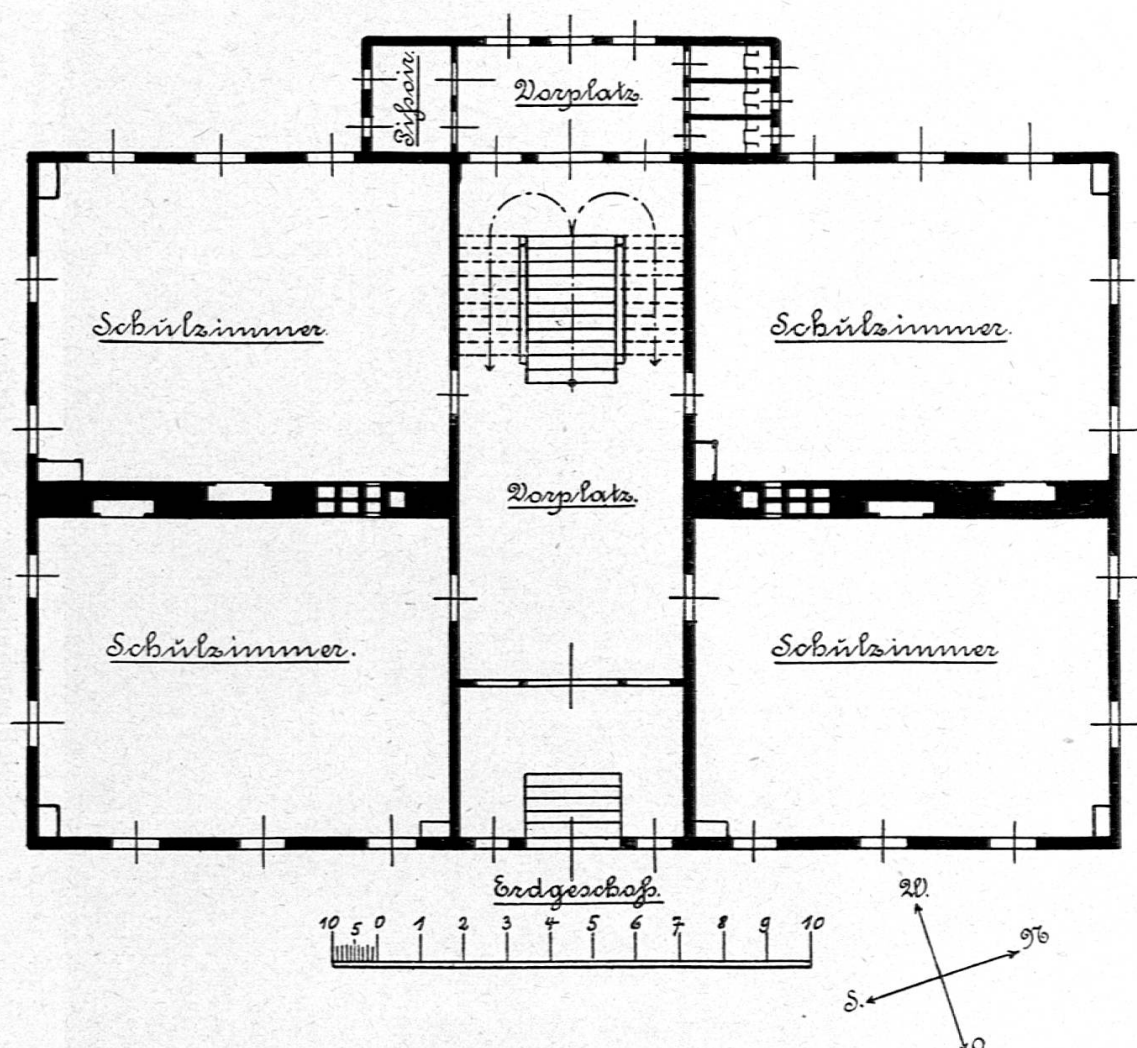 Pißoir.
Vorplatz.
Schulzimmer.
Schulzimmer.
Vorplatz.
Schulzimmer.
Schulzimmer
Erdgeschoß.
10 5 0 1 2 3 4 5 6 7 8 9 10
W.
N
S.
O.